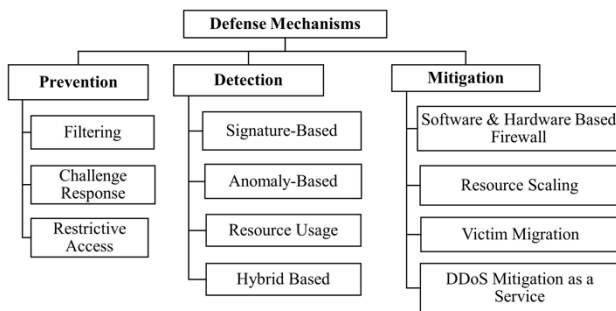 Defense Mechanisms
Prevention
Filtering
Challenge
Response
Restrictive
Access
Detection
Signature-Based
Anomaly-Based
Resource Usage
Hybrid Based
Mitigation
Software & Hardware Based
Firewall
Resource Scaling
Victim Migration
DDoS Mitigation as a
Service